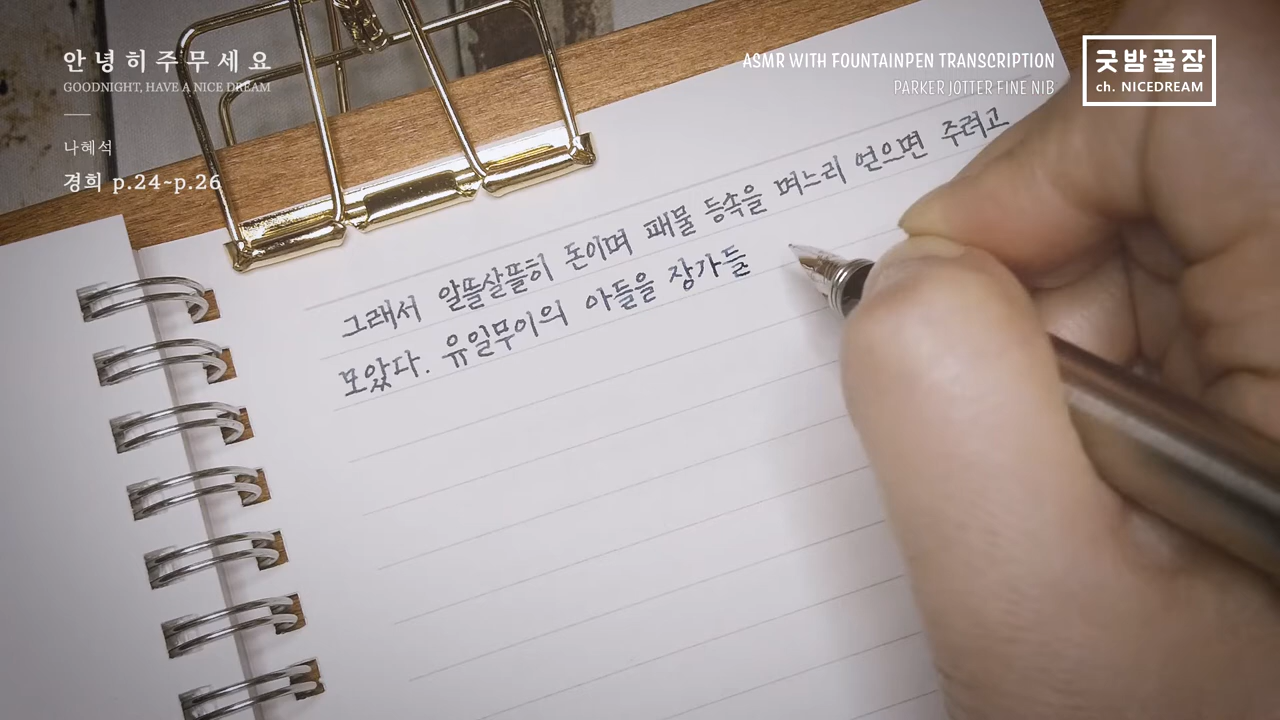 안녕히주무세요
GOODNIGHT, HAVE A NICE DREAM
나혜석
경희 p.24~p.26
ASMR WITH FOUNTAINPEN TRANSCRIPTION
PARKER JOTTER FINE NIB
굿밤꿀잠
ch. NICEDREAM
그래서 알뜰살뜰히 돈이며 패물 등속을 며느리 얻으면 주려고
모았다. 유일무이의 아들을 장가들